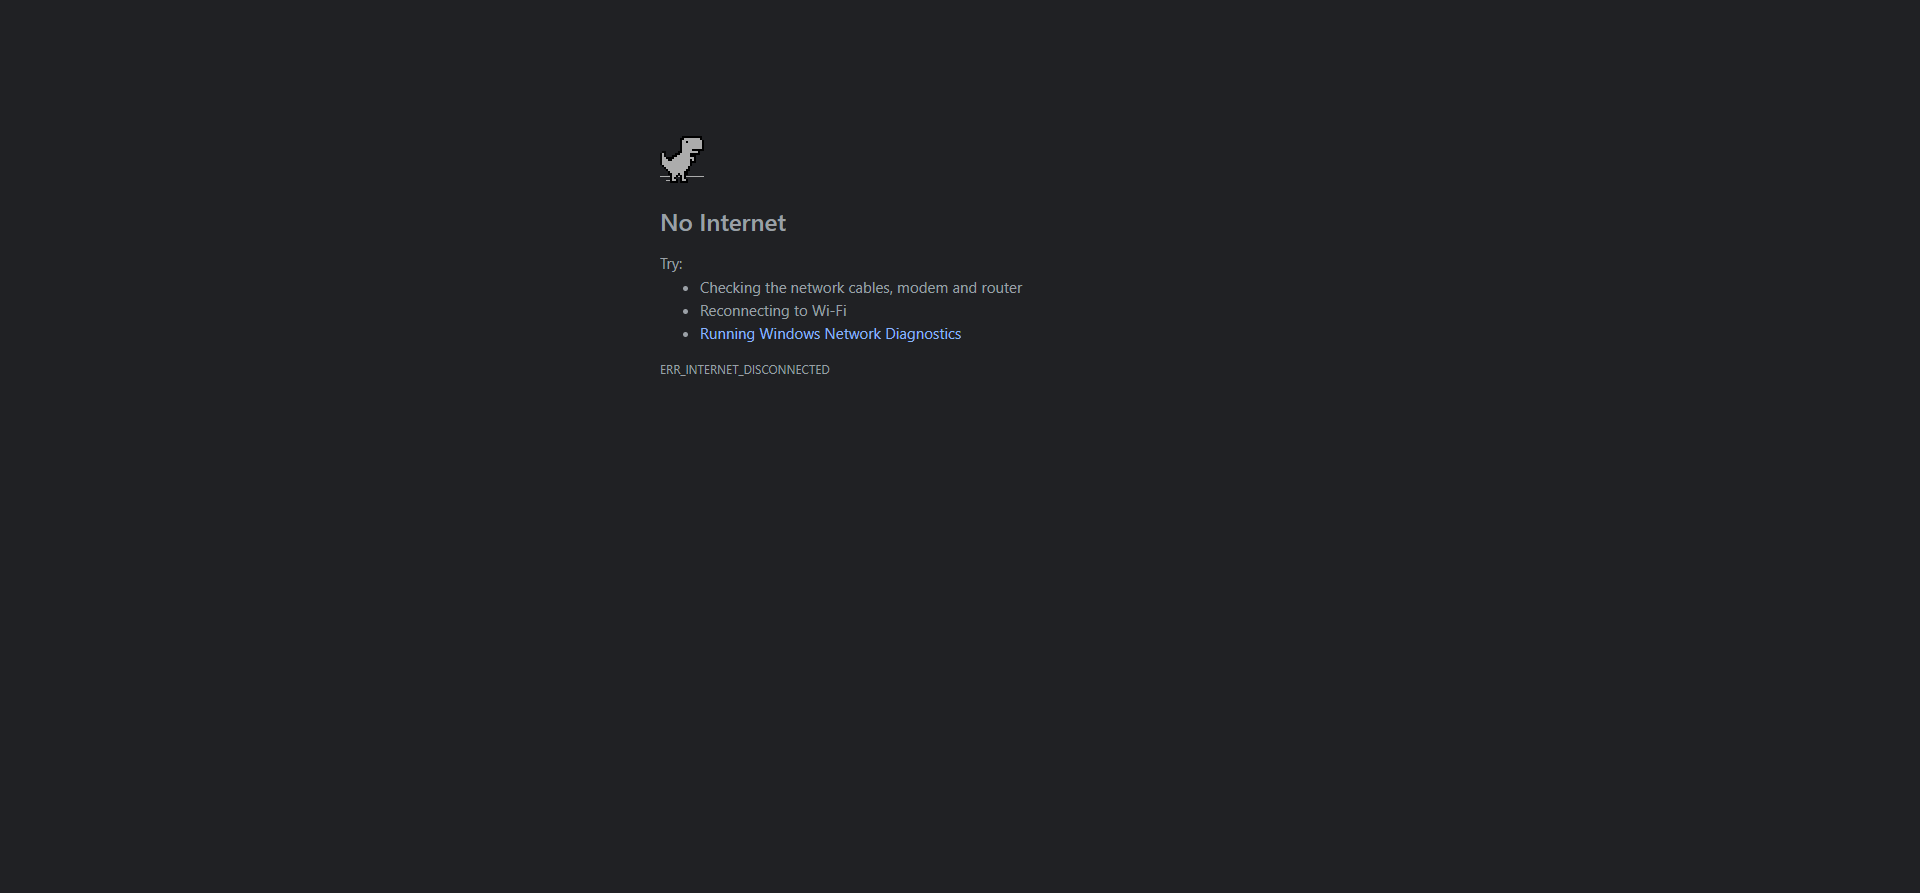 No Internet
Try:
Checking the network cables, modem and router
Reconnecting to Wi-Fi
Running Windows Network Diagnostics
ERR_INTERNET_DISCONNECTED